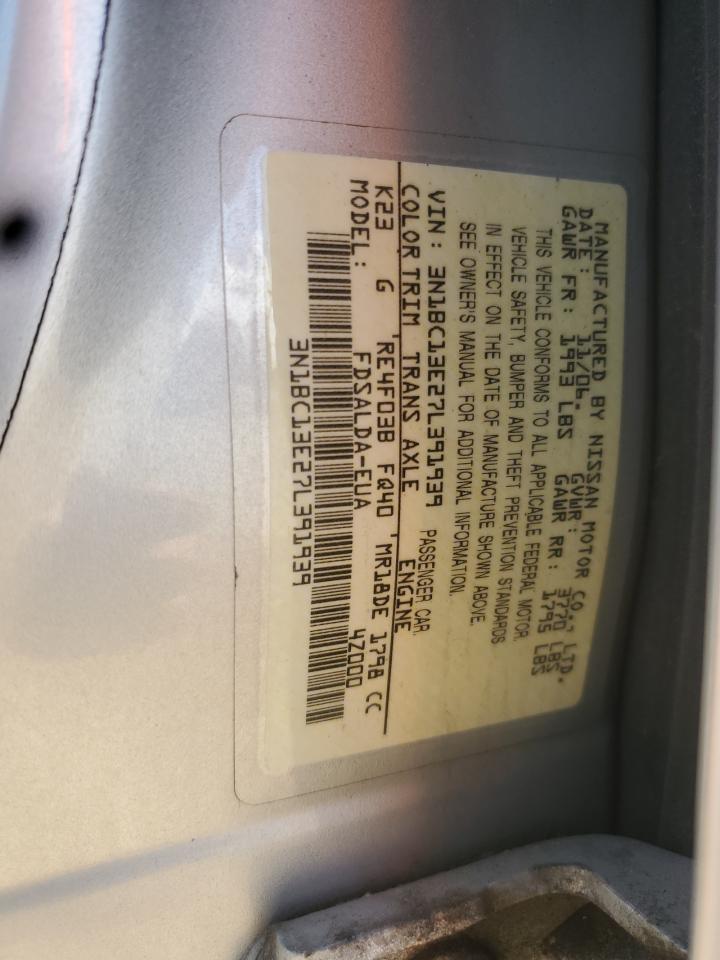 MANUFACTURED BY NISSAN MOTOR CO., LTD.
DATE: 11/06. GVWR: 3770 LBS
GAWR FR: 1993 LBS GAWR RR: 1795 LBS
THIS VEHICLE CONFORMS TO ALL APPLICABLE FEDERAL MOTOR
VEHICLE SAFETY, BUMPER AND THEFT PREVENTION STANDARDS
IN EFFECT ON THE DATE OF MANUFACTURE SHOWN ABOVE.
SEE OWNER'S MANUAL FOR ADDITIONAL INFORMATION.
VIN: 3N1BC13E27L391939 PASSENGER CAR.
COLOR TRIM TRANS AXLE ENGINE
K23 G 'RE4F03B FQ40 'MR18DE 1798 CC
MODEL: FDSALDA-EUA 4Z000
3N1BC13E27L391939